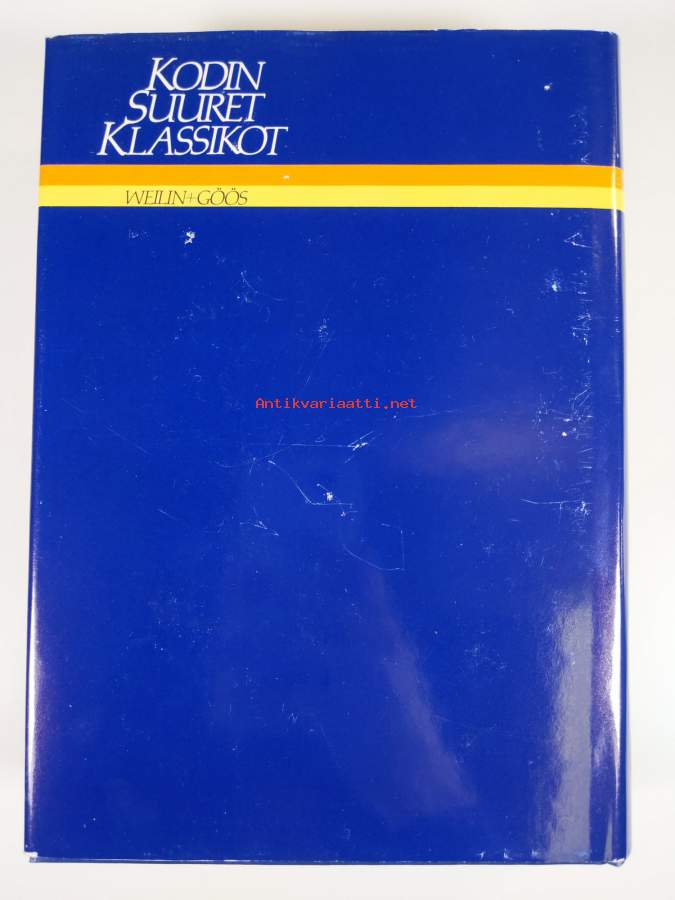 KODIN
SUURET
KLASSIKOT
WEILIN+GÖÖS
Antikvariaatti.net